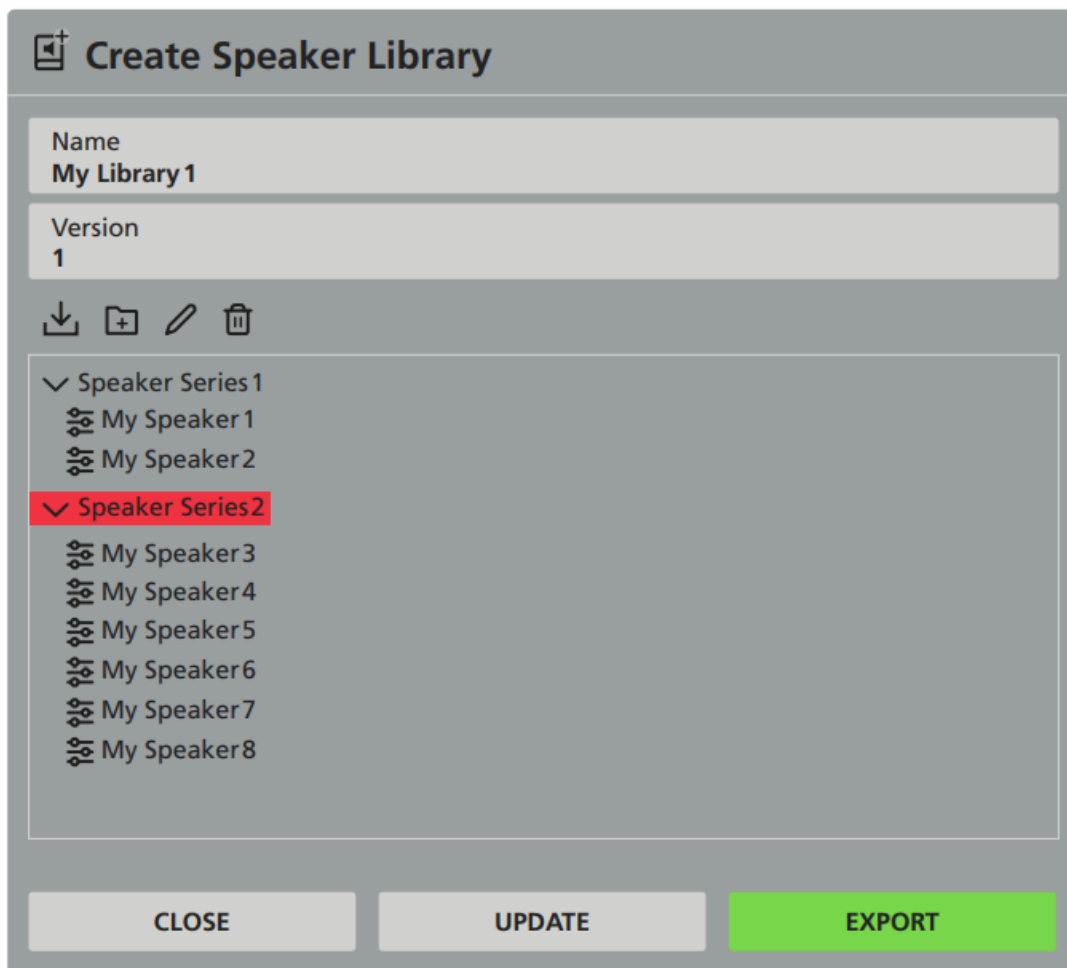 Create Speaker Library
Name
My Library 1
Version
1
Speaker Series 1
My Speaker 1
My Speaker 2
Speaker Series 2
My Speaker 3
My Speaker 4
My Speaker 5
My Speaker 6
My Speaker 7
My Speaker 8
CLOSE
UPDATE
EXPORT